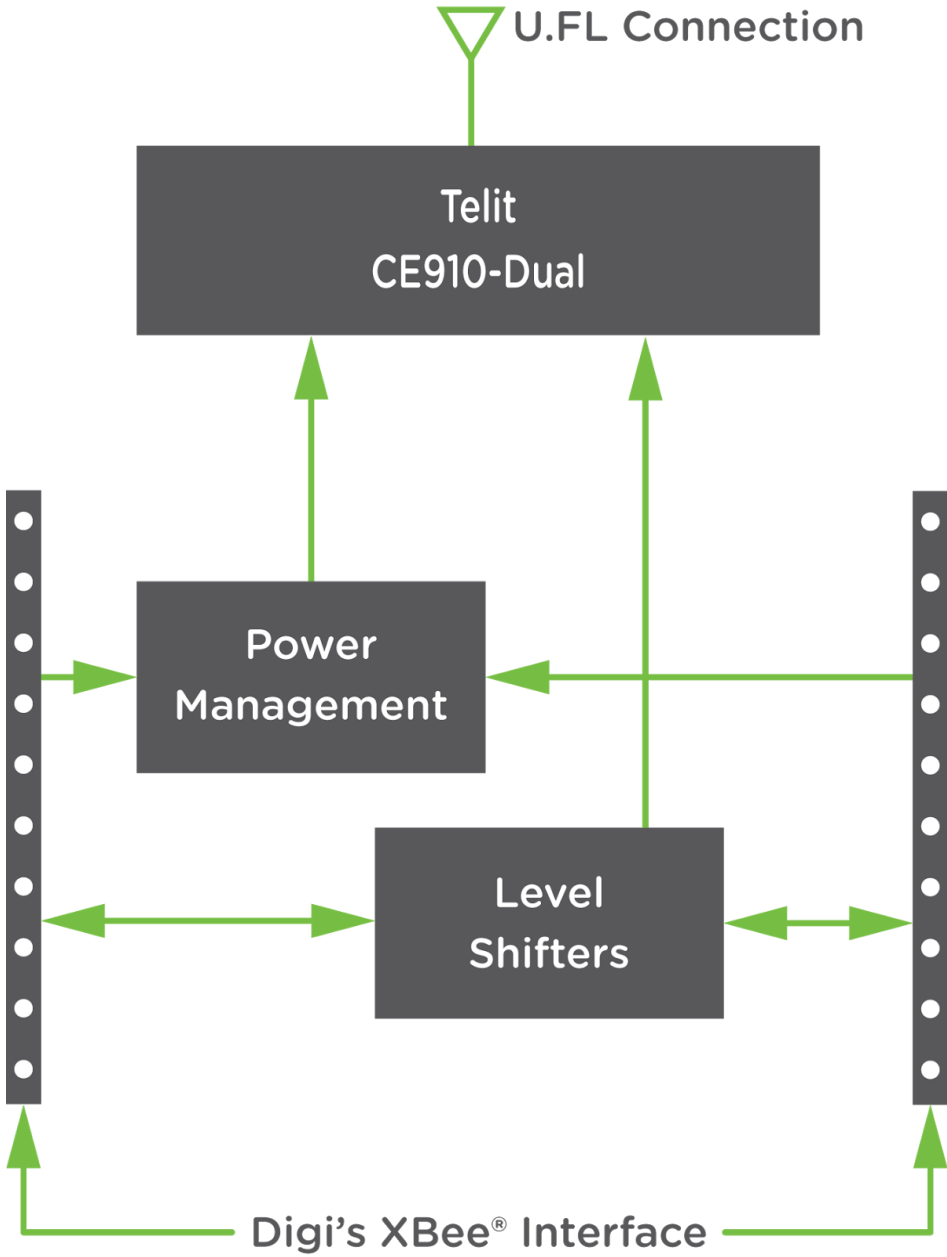 U.FL Connection
Telit
CE910-Dual
Power
Management
Level
Shifters
Digi's XBee® Interface